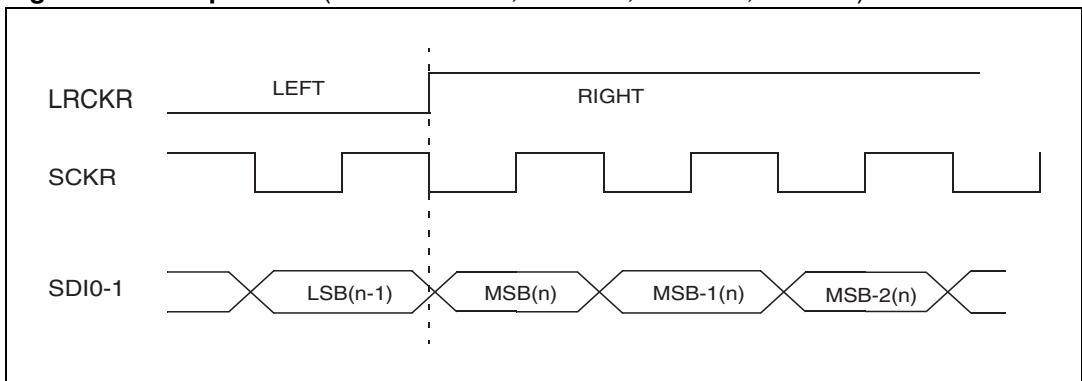 LRCKR
LEFT
RIGHT
SCKR
SDI0-1
LSB(n-1)
MSB(n)
MSB-1(n)
MSB-2(n)